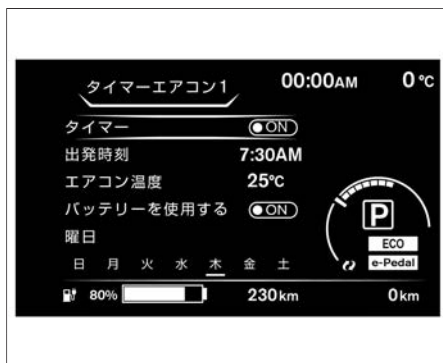 タイマーエアコン1 00:00AM 0℃
タイマー ON
出発時刻 7:30AM
エアコン温度 25℃
バッテリーを使用する ON
P
曜日
ECO
日 月 火 水 木 金 土
e-Pedal
80% 230km 0km